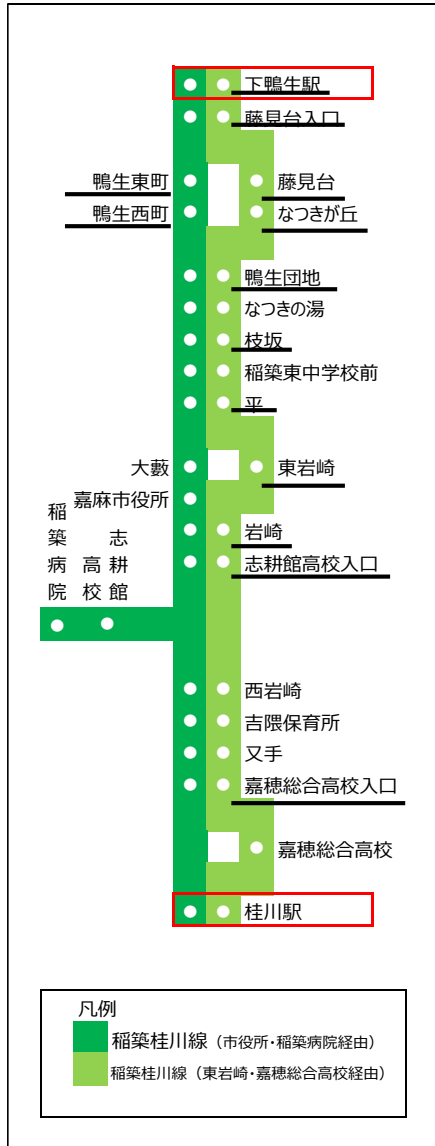 下鴨生駅
藤見台入口
鴨生東町
藤見台
鴨生西町
なつきが丘
鴨生団地
なつきの湯
枝坂
稲築東中学校前
平
大藪
東岩崎
嘉麻市役所
岩崎
志耕館高校入口
稲築病院
志耕館高校
西岩崎
吉隈保育所
又手
嘉穂総合高校入口
嘉穂総合高校
桂川駅
凡例
稲築桂川線（市役所・稲築病院経由）
稲築桂川線（東岩崎・嘉穂総合高校経由）